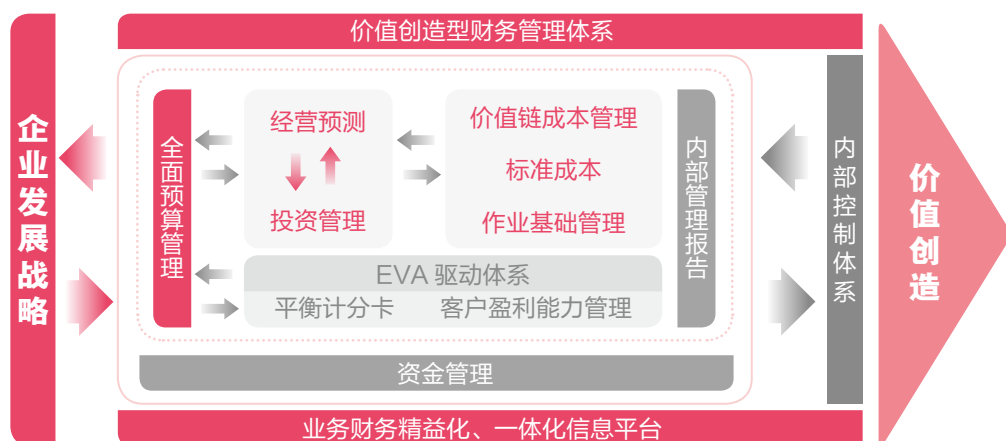 价值创造型财务管理体系
企业发展战略
全面预算管理
经营预测
投资管理
价值链成本管理
标准成本
作业基础管理
内部管理报告
EVA 驱动体系
平衡计分卡
客户盈利能力管理
资金管理
内部控制体系
价值创造
业务财务精益化、一体化信息平台